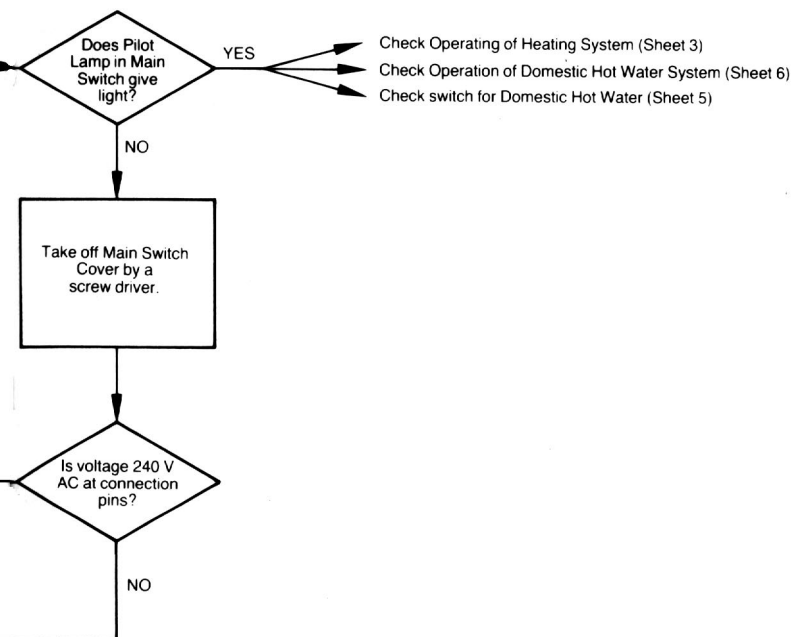 Does Pilot
Lamp in Main
Switch give
light?
YES
Check Operating of Heating System (Sheet 3)
Check Operation of Domestic Hot Water System (Sheet 6)
Check switch for Domestic Hot Water (Sheet 5)
NO
Take off Main Switch
Cover by a
screw driver.
Is voltage 240 V
AC at connection
pins?
NO